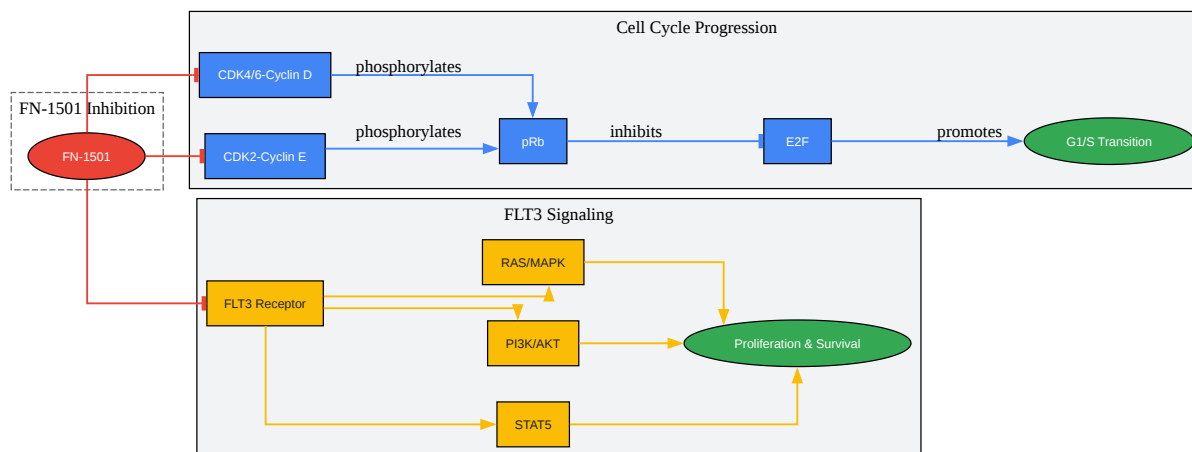 Cell Cycle Progression
CDK4/6-Cyclin D
phosphorylates
FN-1501 Inhibition
FN-1501
CDK2-Cyclin E
phosphorylates
pRb
inhibits
E2F
promotes
G1/S Transition
FLT3 Signaling
RAS/MAPK
FLT3 Receptor
PI3K/AKT
Proliferation & Survival
STAT5